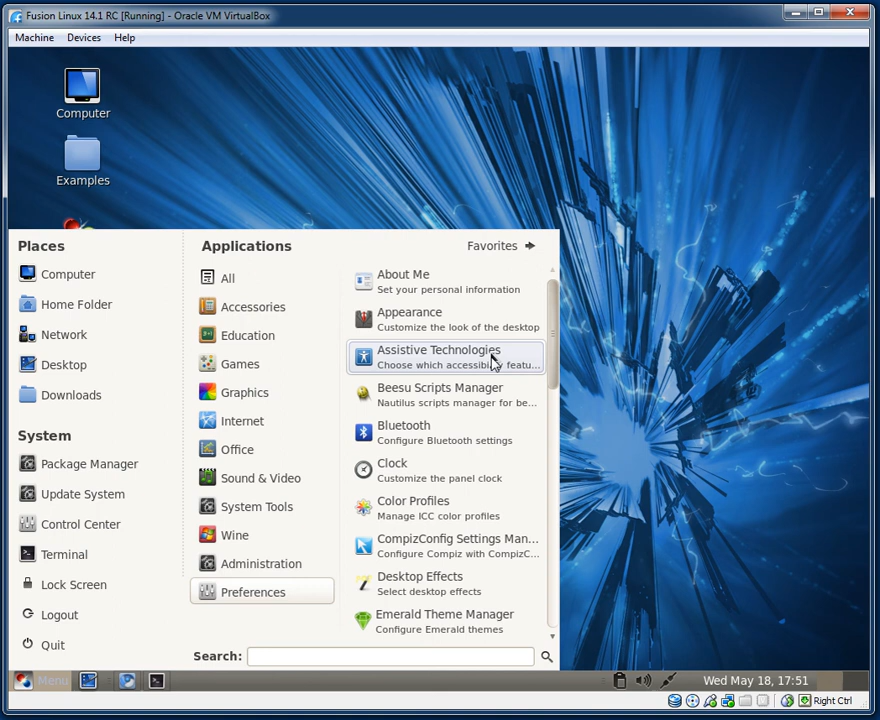 Fusion Linux 14.1 RC [Running] - Oracle VM VirtualBox
Machine Devices Help
Computer
Examples
Places
Computer
Home Folder
Network
Desktop
Downloads
System
Package Manager
Update System
Control Center
Terminal
Lock Screen
Logout
Quit
Applications
Favorites
All
Accessories
Education
Games
Graphics
Internet
Office
Sound & Video
System Tools
Wine
Administration
Preferences
About Me
Set your personal information
Appearance
Customize the look of the desktop
Assistive Technologies
Choose which accessibility featu...
Beesu Scripts Manager
Nautilus scripts manager for be...
Bluetooth
Configure Bluetooth settings
Clock
Customize the panel clock
Color Profiles
Manage ICC color profiles
CompizConfig Settings Man...
Configure Compiz with CompizC...
Desktop Effects
Select desktop effects
Emerald Theme Manager
Configure Emerald themes
Search:
Menu
Wed May 18, 17:51
Right Ctrl